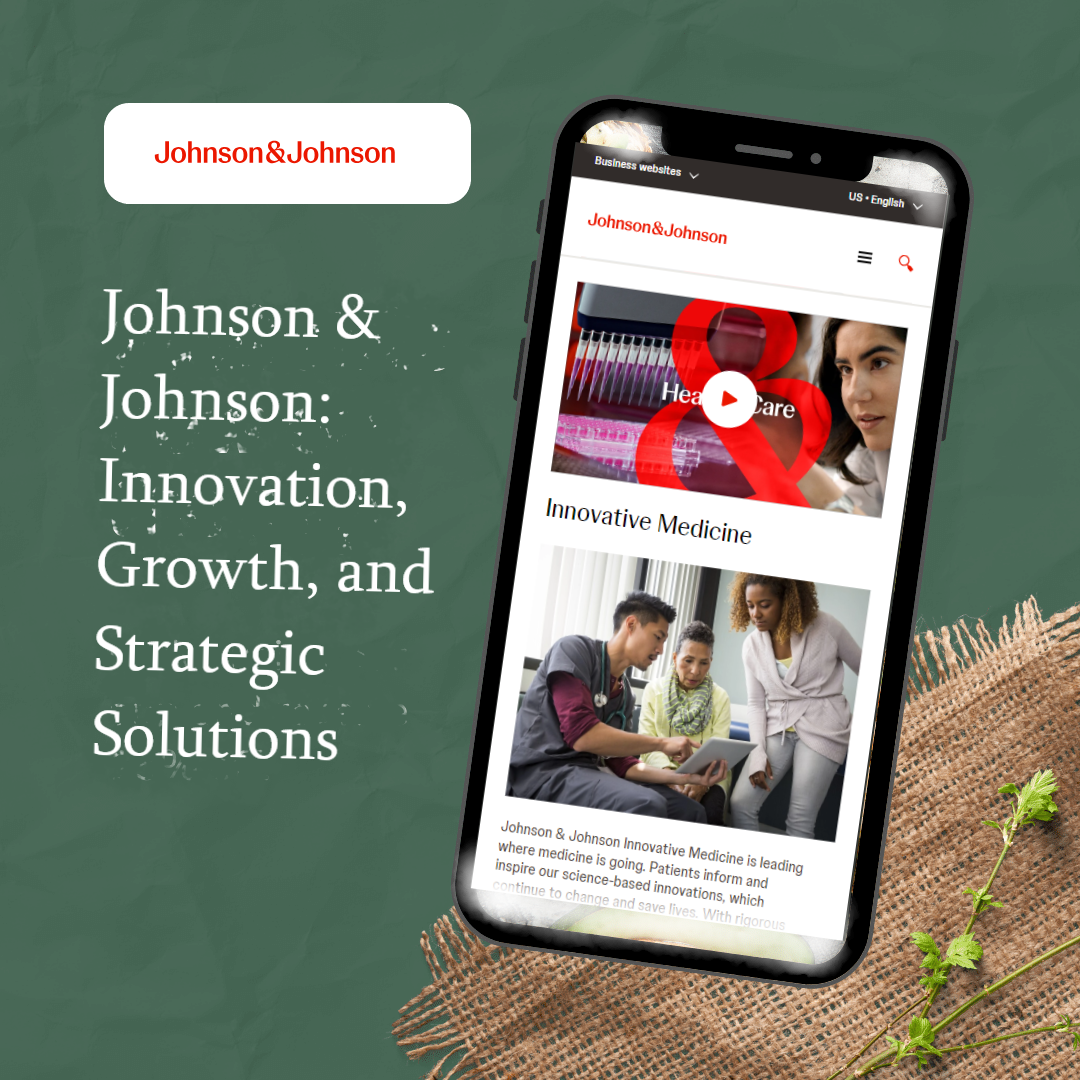 Johnson&Johnson
Johnson &
Johnson:
Innovation,
Growth, and
Strategic
Solutions
Business websites
US • English
Johnson&Johnson
Care
Innovative Medicine
Johnson & Johnson Innovative Medicine is leading
where medicine is going. Patients inform and
inspire our science-based innovations, which
continue to change and save lives. With rigorous